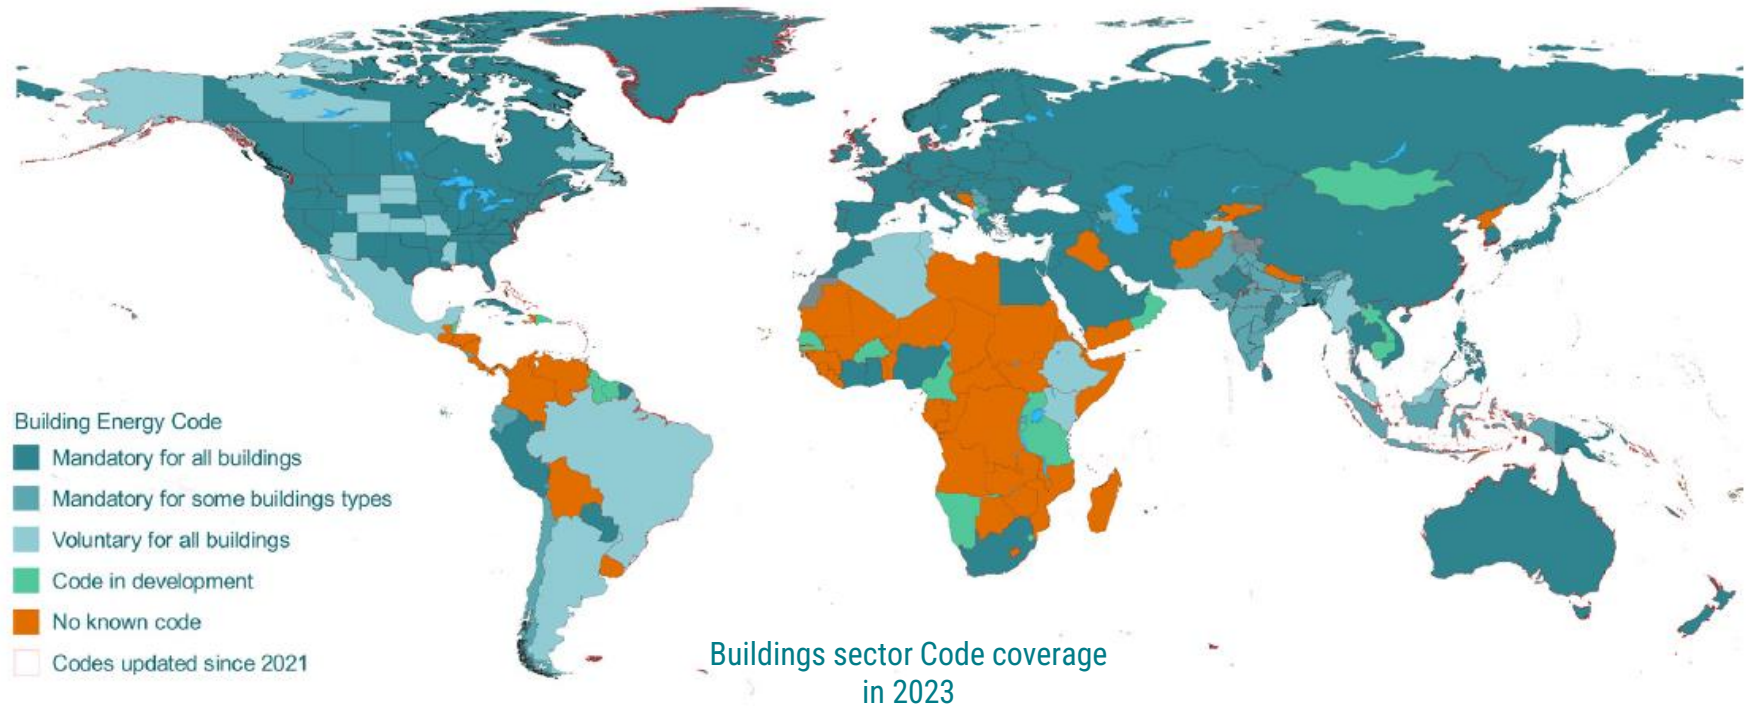 Building Energy Code
Mandatory for all buildings
Mandatory for some buildings types
Voluntary for all buildings
Code in development
No known code
Codes updated since 2021
Buildings sector Code coverage
in 2023